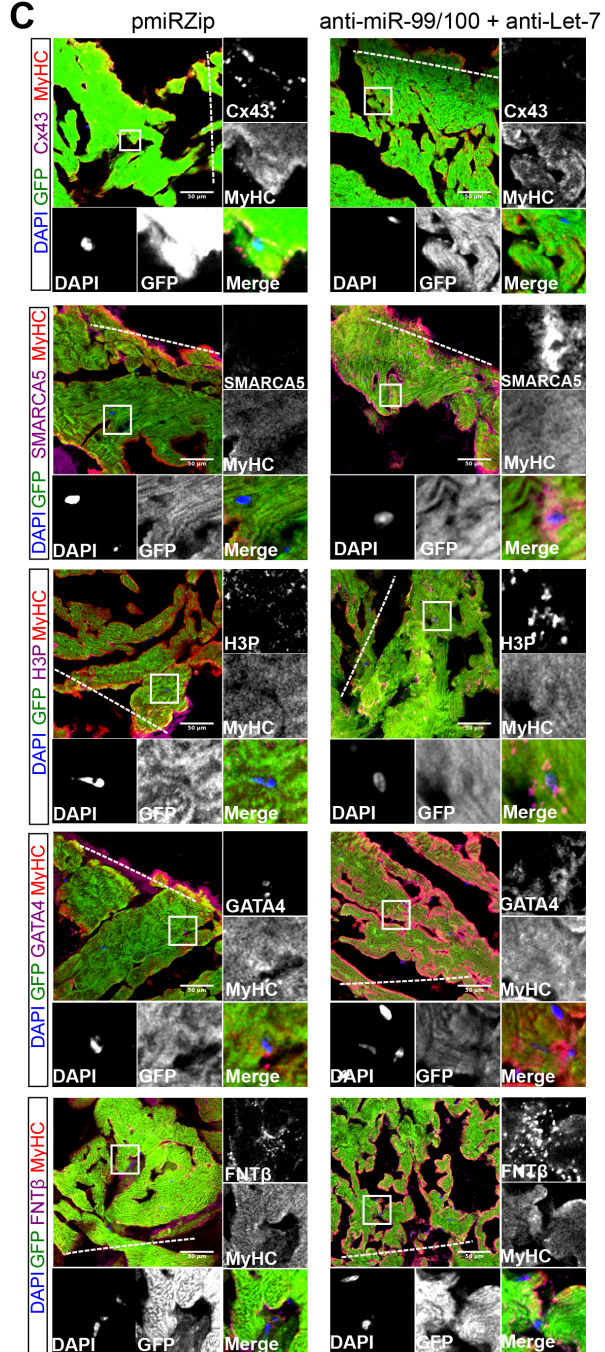 C
pmiRZip
anti-miR-99/100 + anti-Let-7
DAPI GFP Cx43 MyHC
Cx43
MyHC
50 µm
DAPI
GFP
Merge
Cx43
MyHC
50 µm
DAPI
GFP
Merge
DAPI GFP SMARCA5 MyHC
SMARCA5
MyHC
50 µm
DAPI
GFP
Merge
SMARCA5
MyHC
50 µm
DAPI
GFP
Merge
DAPI GFP H3P MyHC
H3P
MyHC
50 µm
DAPI
GFP
Merge
H3P
MyHC
50 µm
DAPI
GFP
Merge
DAPI GFP GATA4 MyHC
GATA4
MyHC
50 µm
DAPI
GFP
Merge
GATA4
MyHC
50 µm
DAPI
GFP
Merge
DAPI GFP FNTβ MyHC
FNTβ
MyHC
50 µm
DAPI
GFP
Merge
FNTβ
MyHC
50 µm
DAPI
GFP
Merge